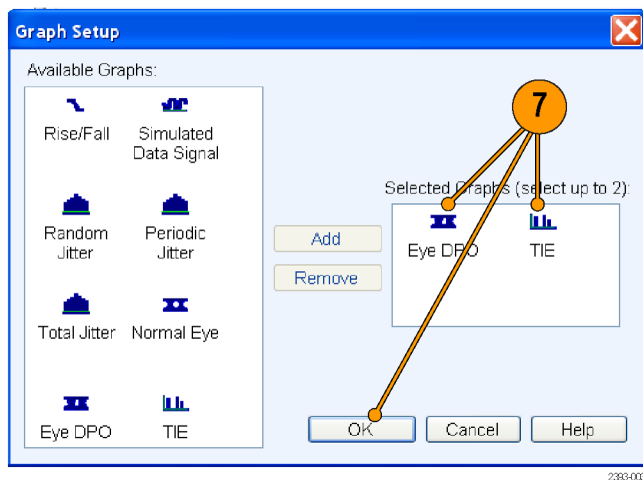 Graph Setup
Available Graphs:
Rise/Fall
Simulated
Data Signal
7
Selected Graphs (select up to 2):
Random
Jitter
Periodic
Jitter
Add
Eye DPO
TIE
Remove
Total Jitter
Normal Eye
Eye DPO
TIE
OK
Cancel
Help